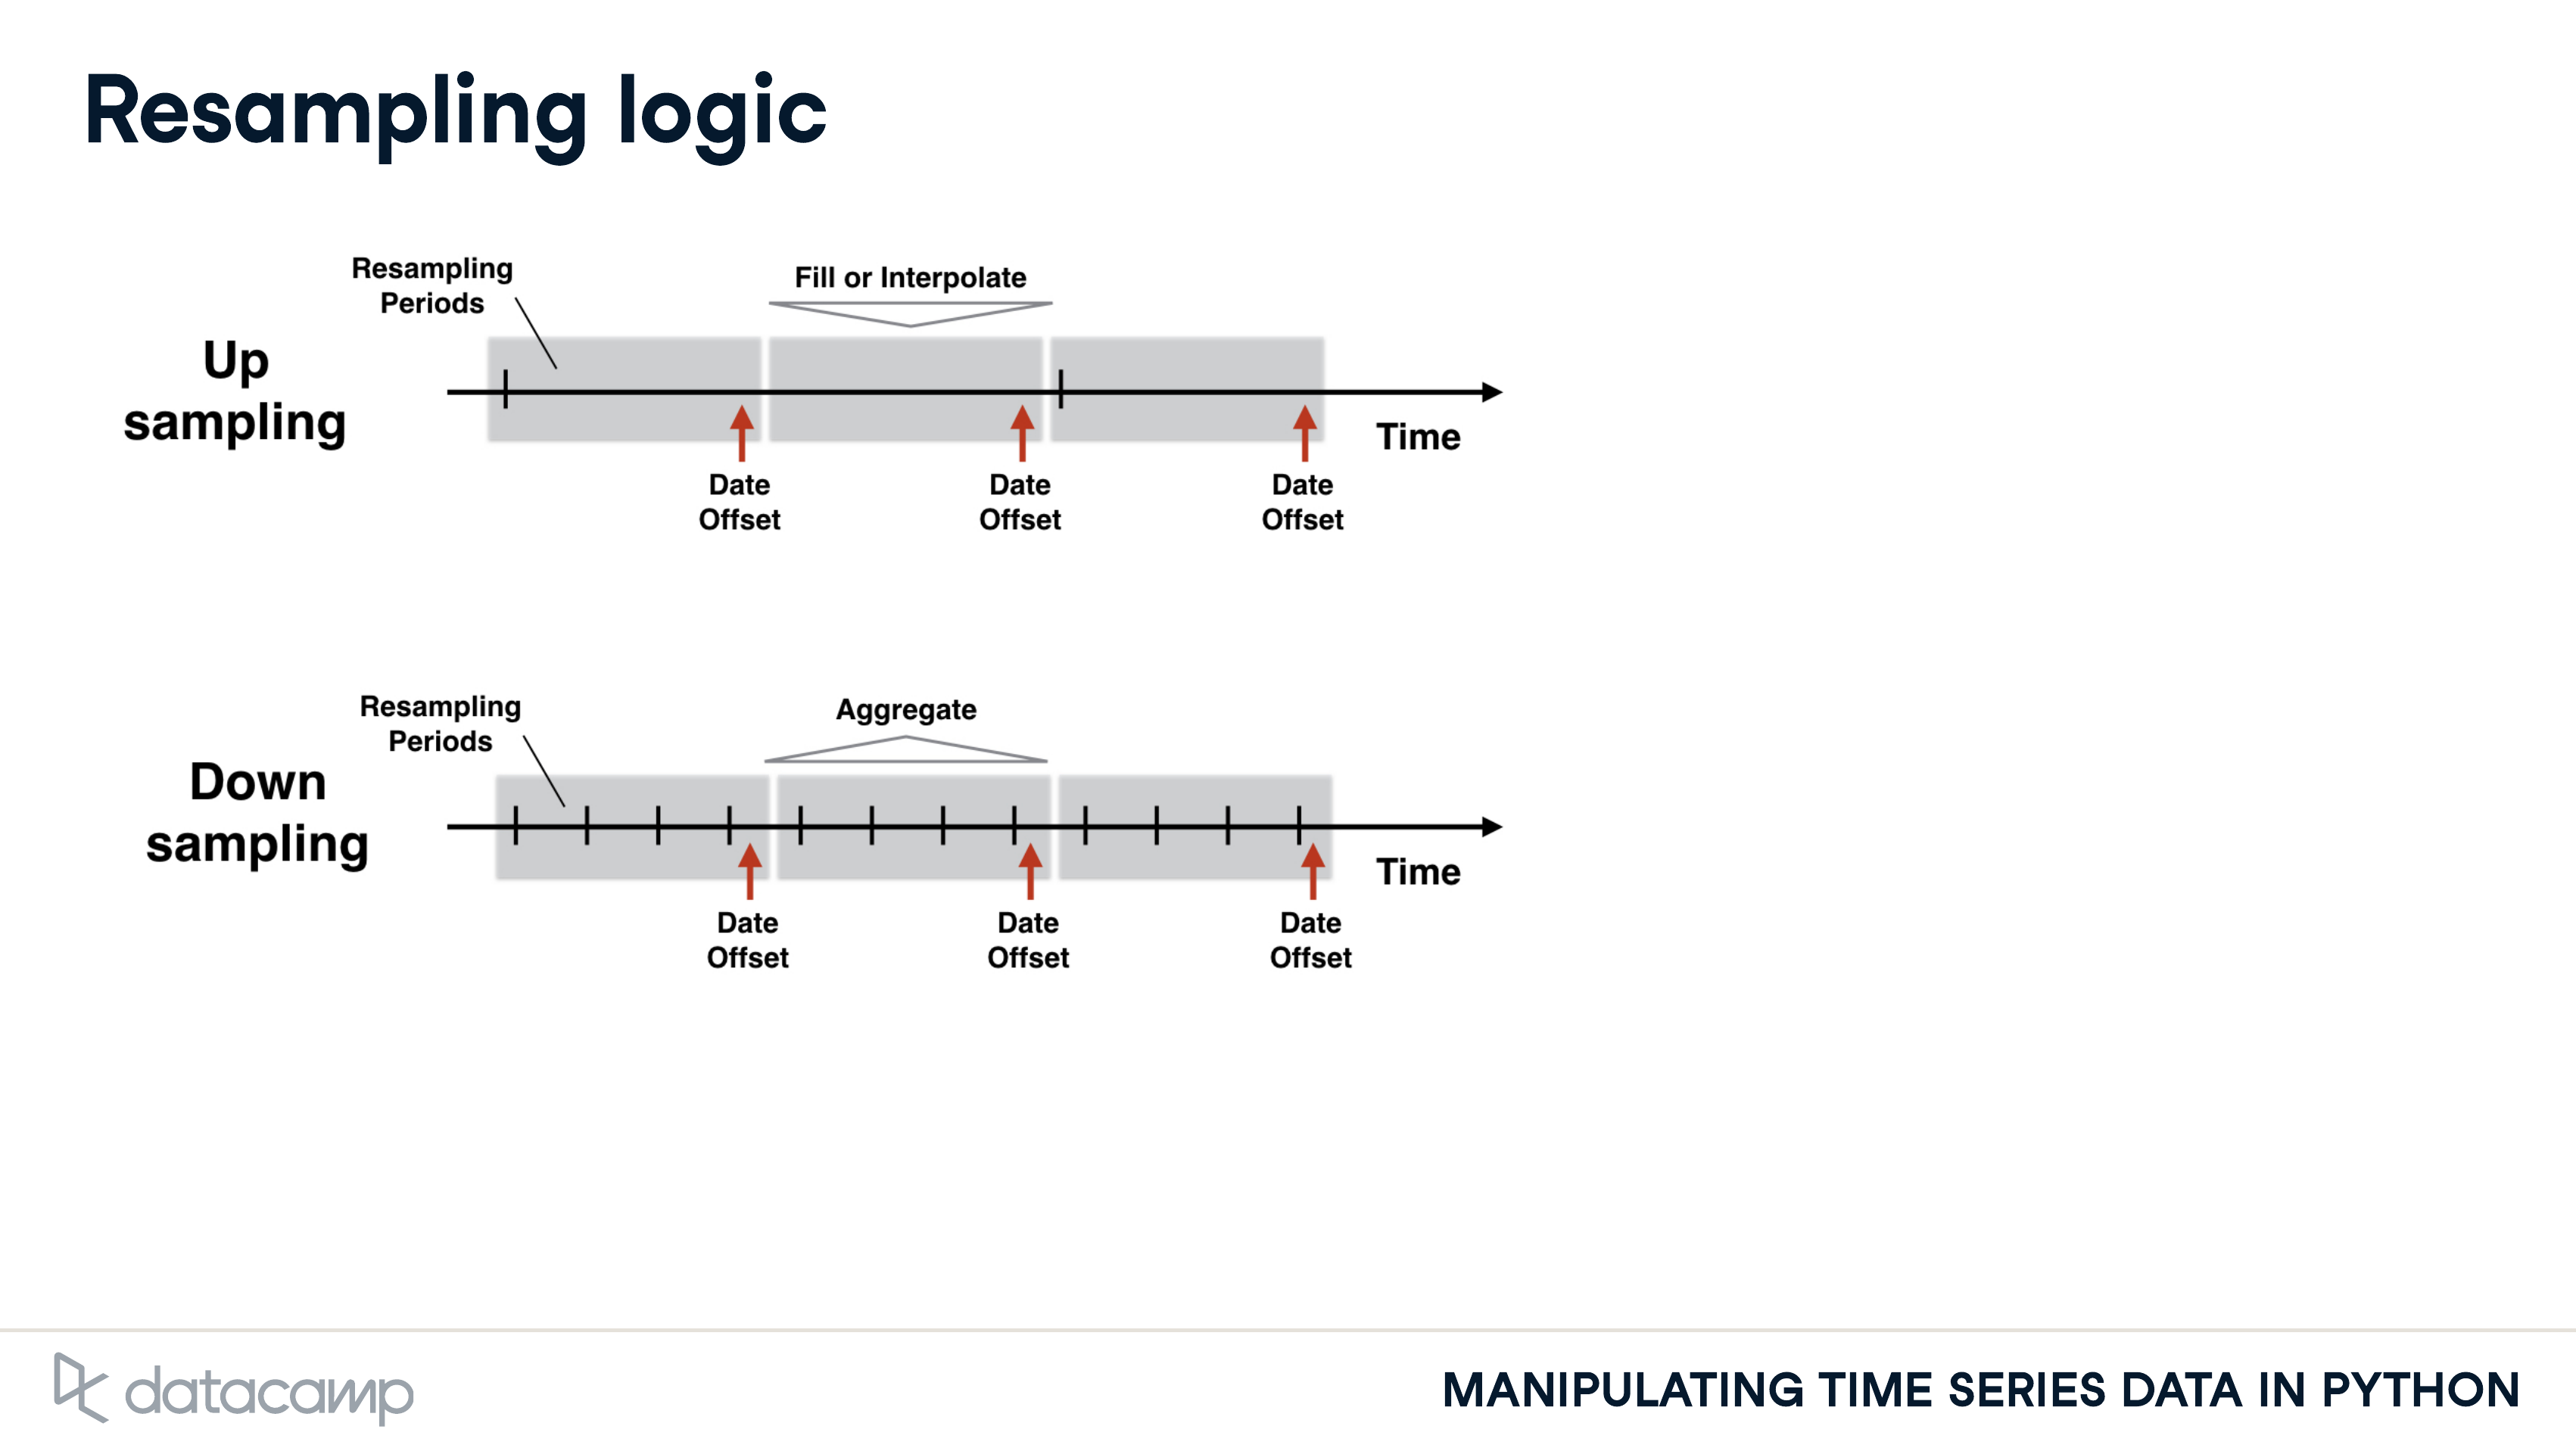 Resampling logic
Resampling
Periods
Fill or Interpolate
Up
sampling
Time
Date
Offset
Date
Offset
Date
Offset
Resampling
Periods
Aggregate
Down
sampling
Time
Date
Offset
Date
Offset
Date
Offset
datacamp
MANIPULATING TIME SERIES DATA IN PYTHON